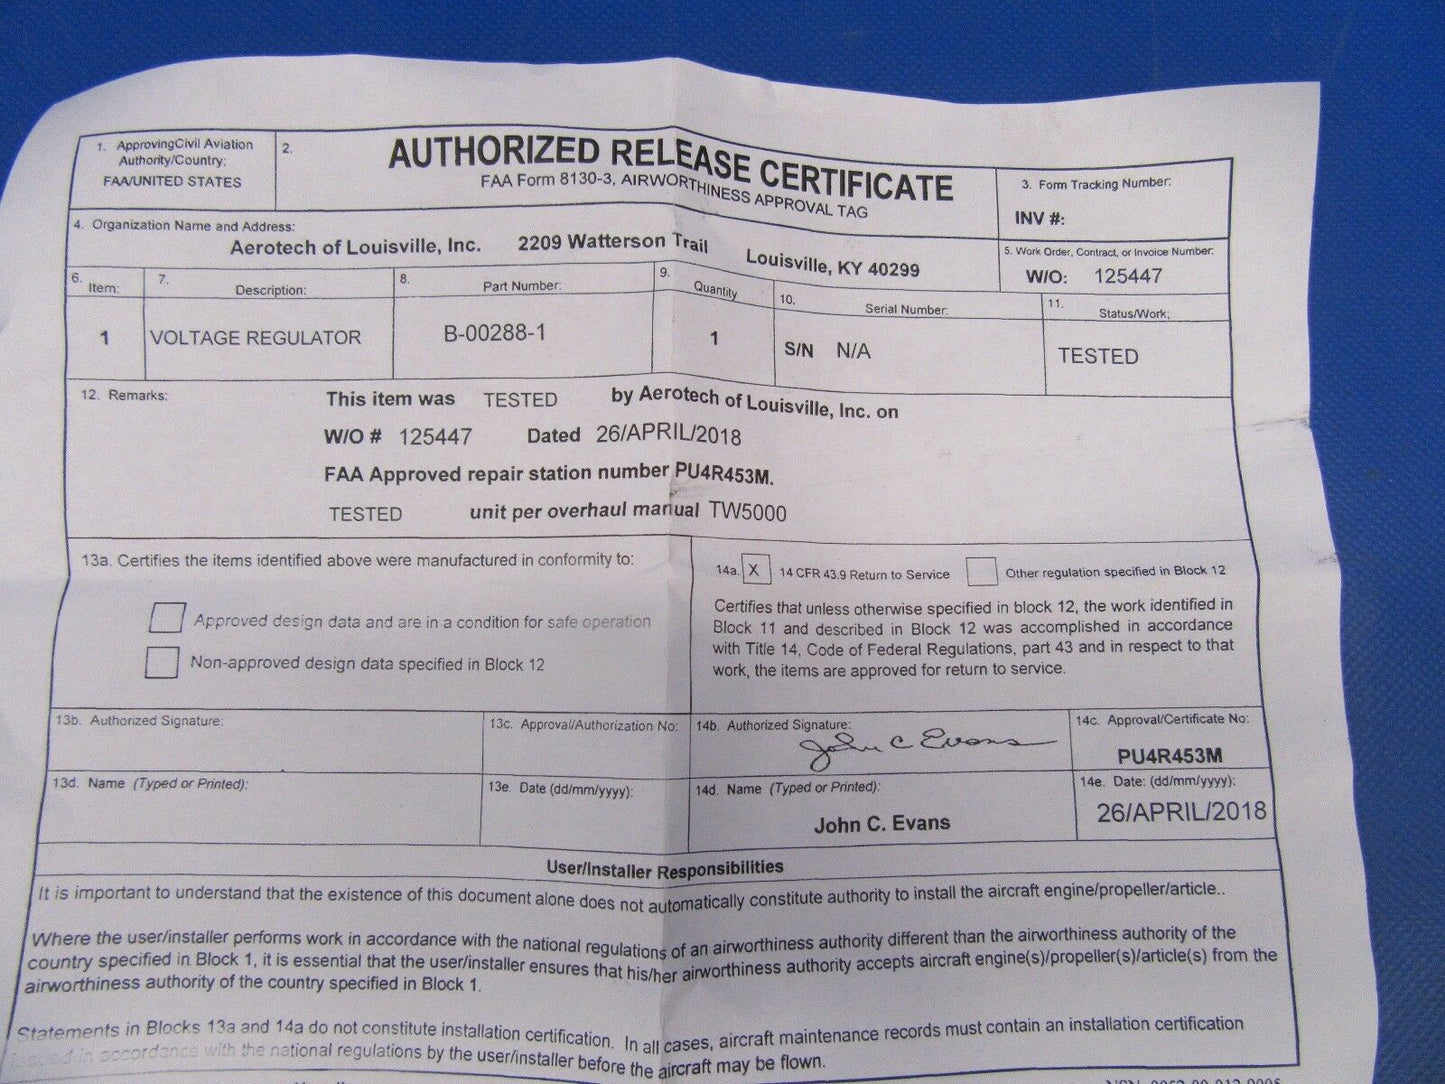 1. ApprovingCivil Aviation
Authority/Country:
FAA/UNITED STATES
2.
AUTHORIZED RELEASE CERTIFICATE
FAA Form 8130-3, AIRWORTHINESS APPROVAL TAG
3. Form Tracking Number:
INV #:
4. Organization Name and Address:
Aerotech of Louisville, Inc. 2209 Watterson Trail Louisville, KY 40299
5. Work Order, Contract, or Invoice Number:
W/O: 125447
6. Item: 7. Description: 8. Part Number: 9. Quantity 10. Serial Number: 11. Status/Work;
1 VOLTAGE REGULATOR B-00288-1 1 S/N N/A TESTED
12. Remarks: This item was TESTED by Aerotech of Louisville, Inc. on
W/O # 125447 Dated 26/APRIL/2018
FAA Approved repair station number PU4R453M.
TESTED unit per overhaul manual TW5000
13a. Certifies the items identified above were manufactured in conformity to:
Approved design data and are in a condition for safe operation
Non-approved design data specified in Block 12
14a. X 14 CFR 43.9 Return to Service Other regulation specified in Block 12
Certifies that unless otherwise specified in block 12, the work identified in
Block 11 and described in Block 12 was accomplished in accordance
with Title 14, Code of Federal Regulations, part 43 and in respect to that
work, the items are approved for return to service.
13b. Authorized Signature: 13c. Approval/Authorization No: 14b. Authorized Signature: 14c. Approval/Certificate No:
John C Evans PU4R453M
13d. Name (Typed or Printed): 13e. Date (dd/mm/yyyy): 14d. Name (Typed or Printed): 14e. Date: (dd/mm/yyyy):
John C. Evans 26/APRIL/2018
User/Installer Responsibilities
It is important to understand that the existence of this document alone does not automatically constitute authority to install the aircraft engine/propeller/article..
Where the user/installer performs work in accordance with the national regulations of an airworthiness authority different than the airworthiness authority of the
country specified in Block 1, it is essential that the user/installer ensures that his/her airworthiness authority accepts aircraft engine(s)/propeller(s)/article(s) from the
airworthiness authority of the country specified in Block 1.
Statements in Blocks 13a and 14a do not constitute installation certification. In all cases, aircraft maintenance records must contain an installation certification
issued in accordance with the national regulations by the user/installer before the aircraft may be flown.